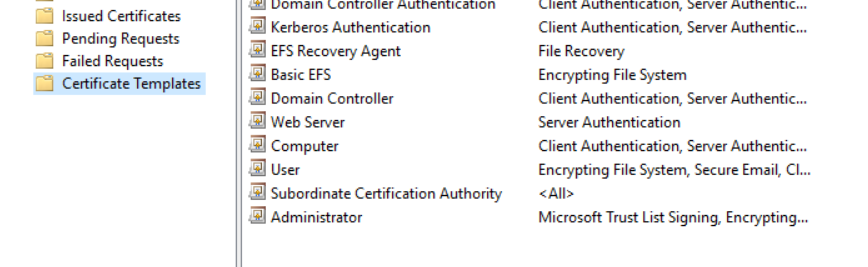 Issued Certificates
Pending Requests
Failed Requests
Certificate Templates
Domain Controller Authentication Client Authentication, Server Authentic...
Kerberos Authentication Client Authentication, Server Authentic...
EFS Recovery Agent File Recovery
Basic EFS Encrypting File System
Domain Controller Client Authentication, Server Authentic...
Web Server Server Authentication
Computer Client Authentication, Server Authentic...
User Encrypting File System, Secure Email, Cl...
Subordinate Certification Authority <All>
Administrator Microsoft Trust List Signing, Encrypting...